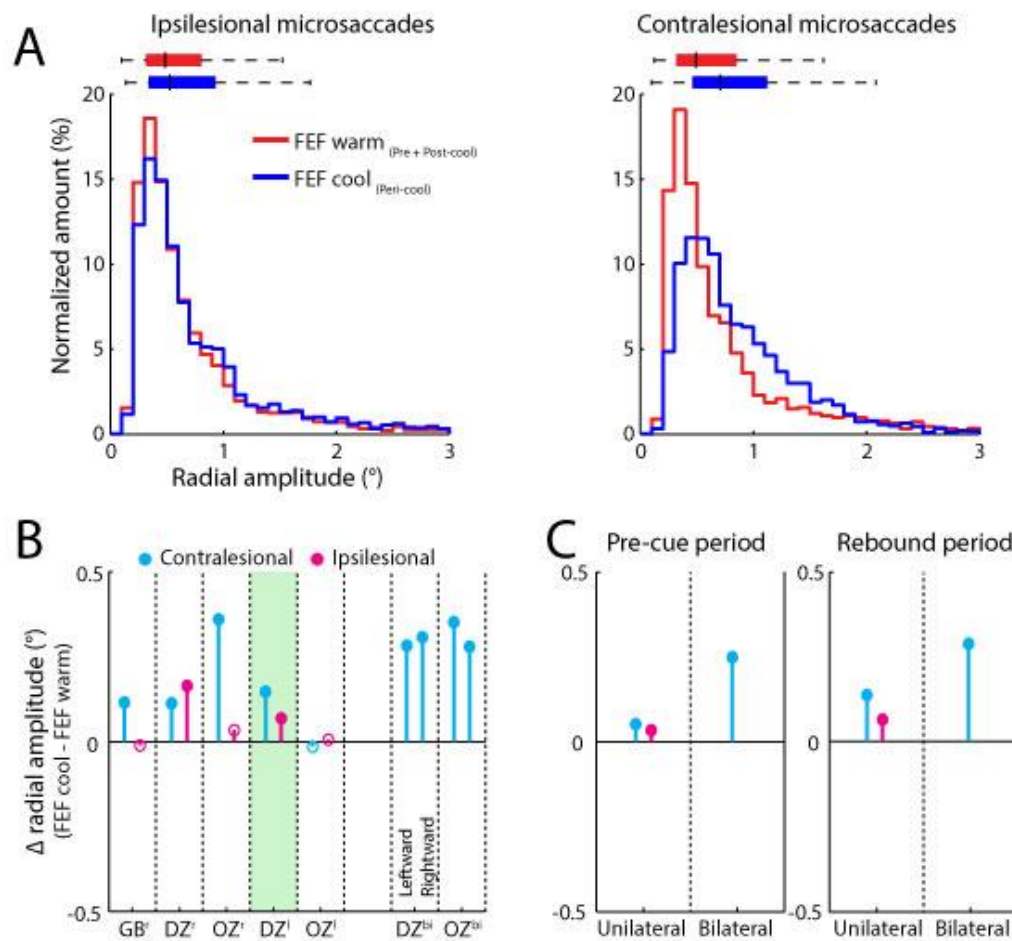 A
Ipsilesional microsaccades
Contralesional microsaccades
Normalized amount (%)
20
15
10
5
0
FEF warm (Pre + Post-cool)
FEF cool (Peri-cool)
0 1 2 3
Radial amplitude (°)
20
15
10
5
0
0 1 2 3
B
Contralesional Ipsilesional
Δ radial amplitude (°)
(FEF cool - FEF warm)
0.5
0
-0.5
Leftward
Rightward
GBʳ DZʳ OZʳ DZˡ OZˡ DZᵇⁱ OZᵇⁱ
C
Pre-cue period
0.5
0
-0.5
Unilateral Bilateral
Rebound period
0.5
0
-0.5
Unilateral Bilateral